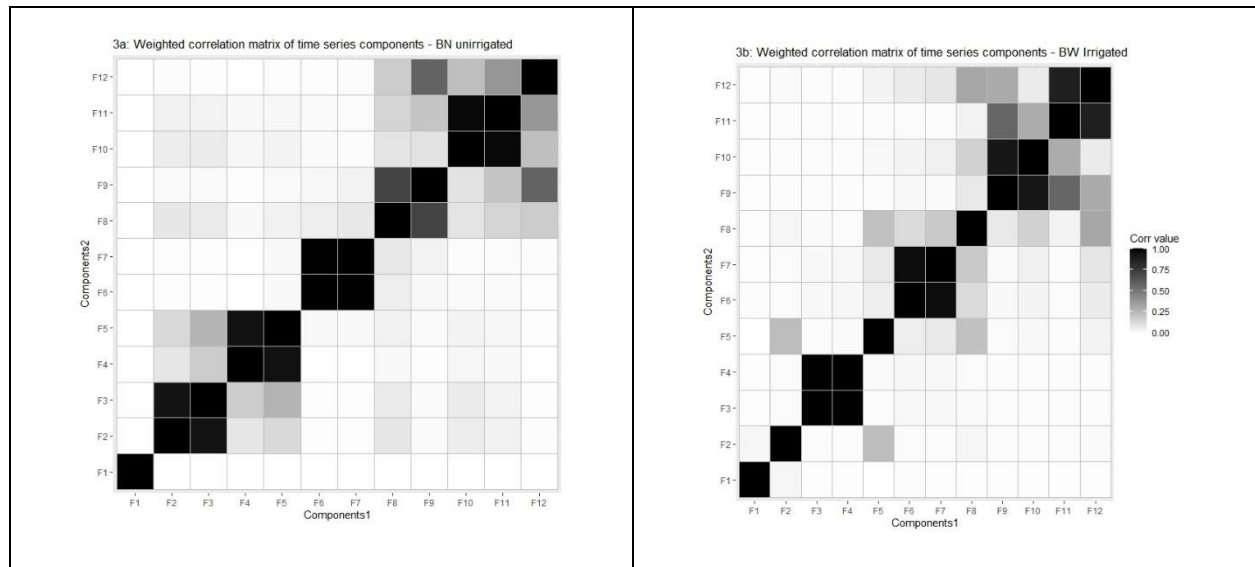 3a: Weighted correlation matrix of time series components - BN unirrigated
F12
F11
F10
F9
F8
F7
F6
F5
F4
F3
F2
F1
Components2
F1 F2 F3 F4 F5 F6 F7 F8 F9 F10 F11 F12
Components1
3b: Weighted correlation matrix of time series components - BW Irrigated
F12
F11
F10
F9
F8
F7
F6
F5
F4
F3
F2
F1
Components2
F1 F2 F3 F4 F5 F6 F7 F8 F9 F10 F11 F12
Components1
Corr value
1.00
0.75
0.50
0.25
0.00